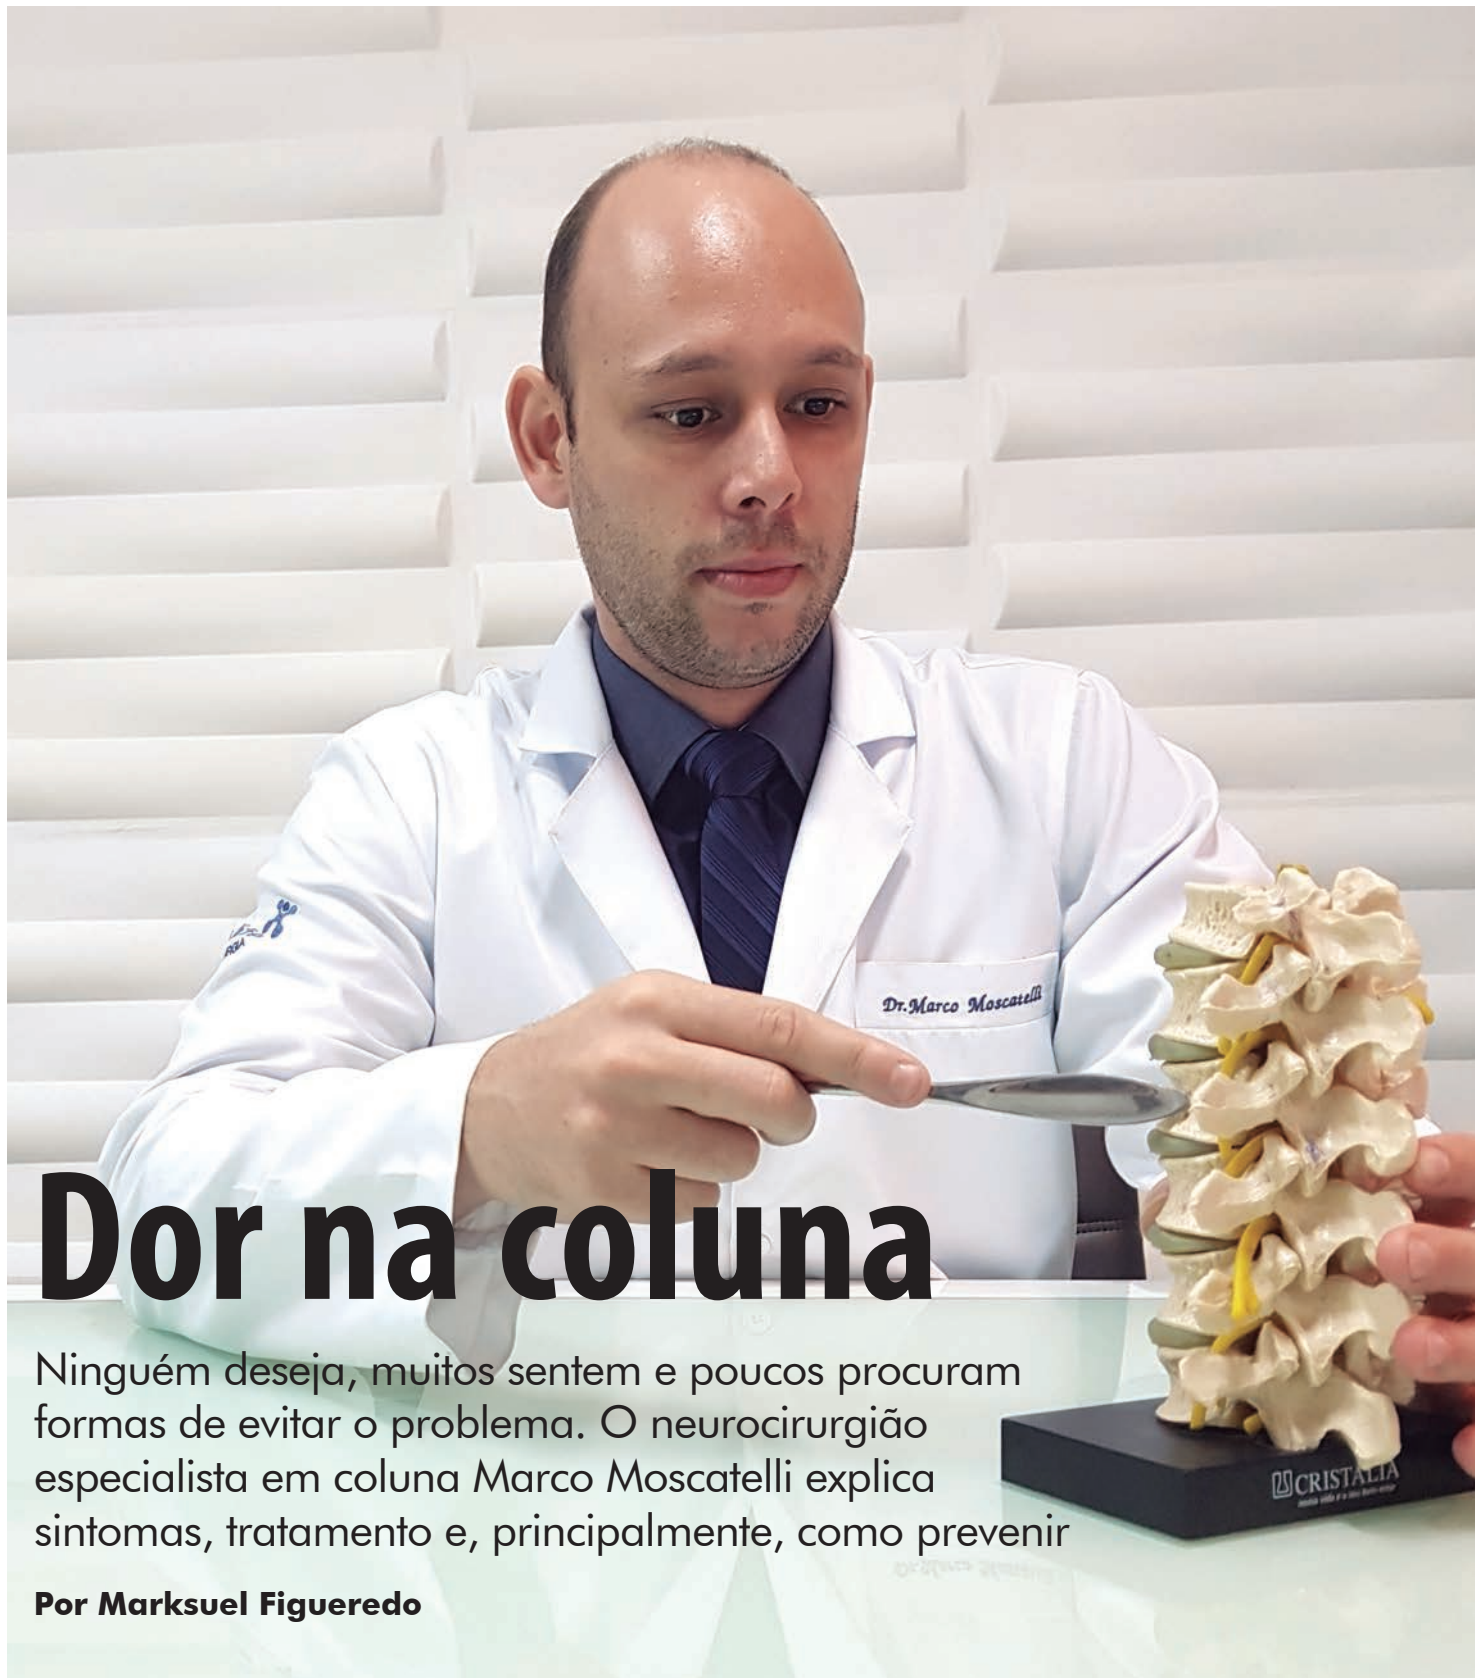 Dr.Marco Moscatelli
Dor na coluna
Ninguém deseja, muitos sentem e poucos procuram
formas de evitar o problema. O neurocirurgião
especialista em coluna Marco Moscatelli explica
sintomas, tratamento e, principalmente, como prevenir
CRISTÁLIA
Por Marksuel Figueredo